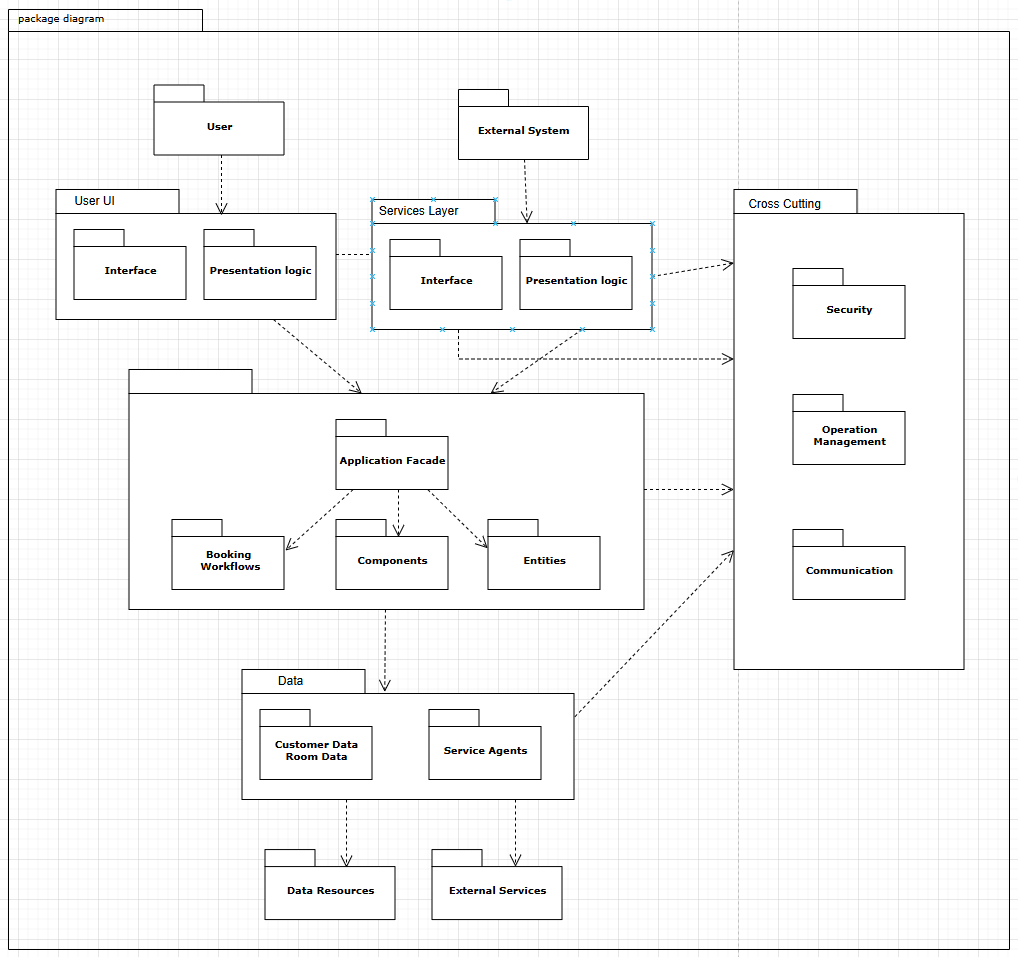 package diagram
User
External System
User UI
Services Layer
Cross Cutting
Interface
Presentation logic
Interface
Presentation logic
Security
Application Facade
Operation
Management
Booking
Workflows
Components
Entities
Communication
Data
Customer Data
Room Data
Service Agents
Data Resources
External Services